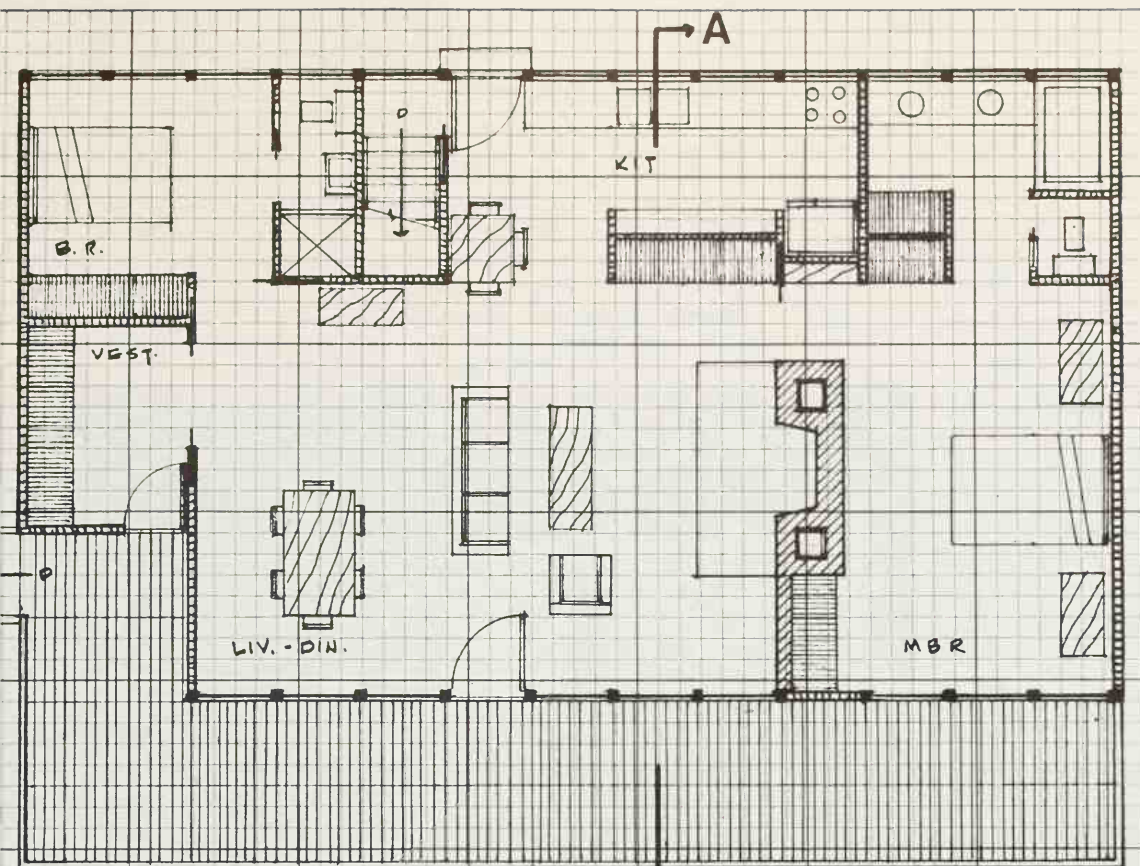 A
KIT
B.R.
VEST.
LIV. - DIN.
MBR